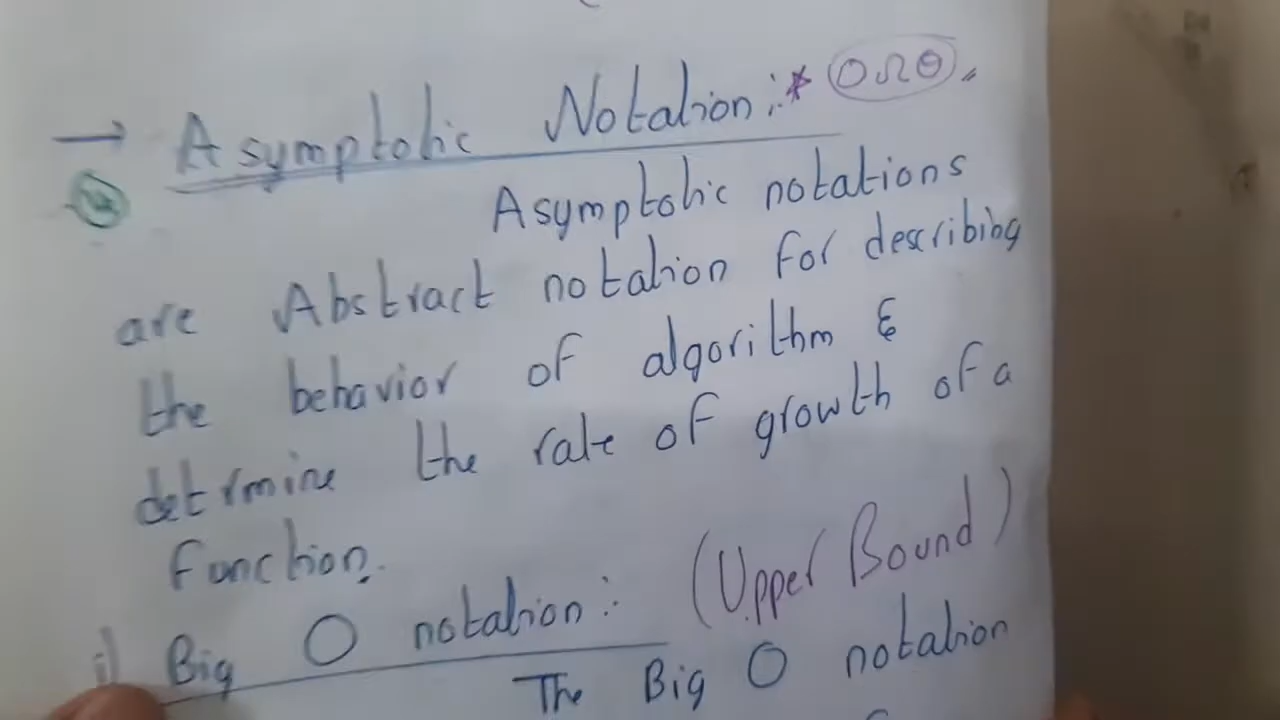 → Asymptotic Notation :* OΩΘ
Asymptotic notations
are Abstract notation for describing
the behavior of algorithm &
detrmine the rate of growth of a
Function.
i) Big O notation : (Upper Bound)
The Big O notation